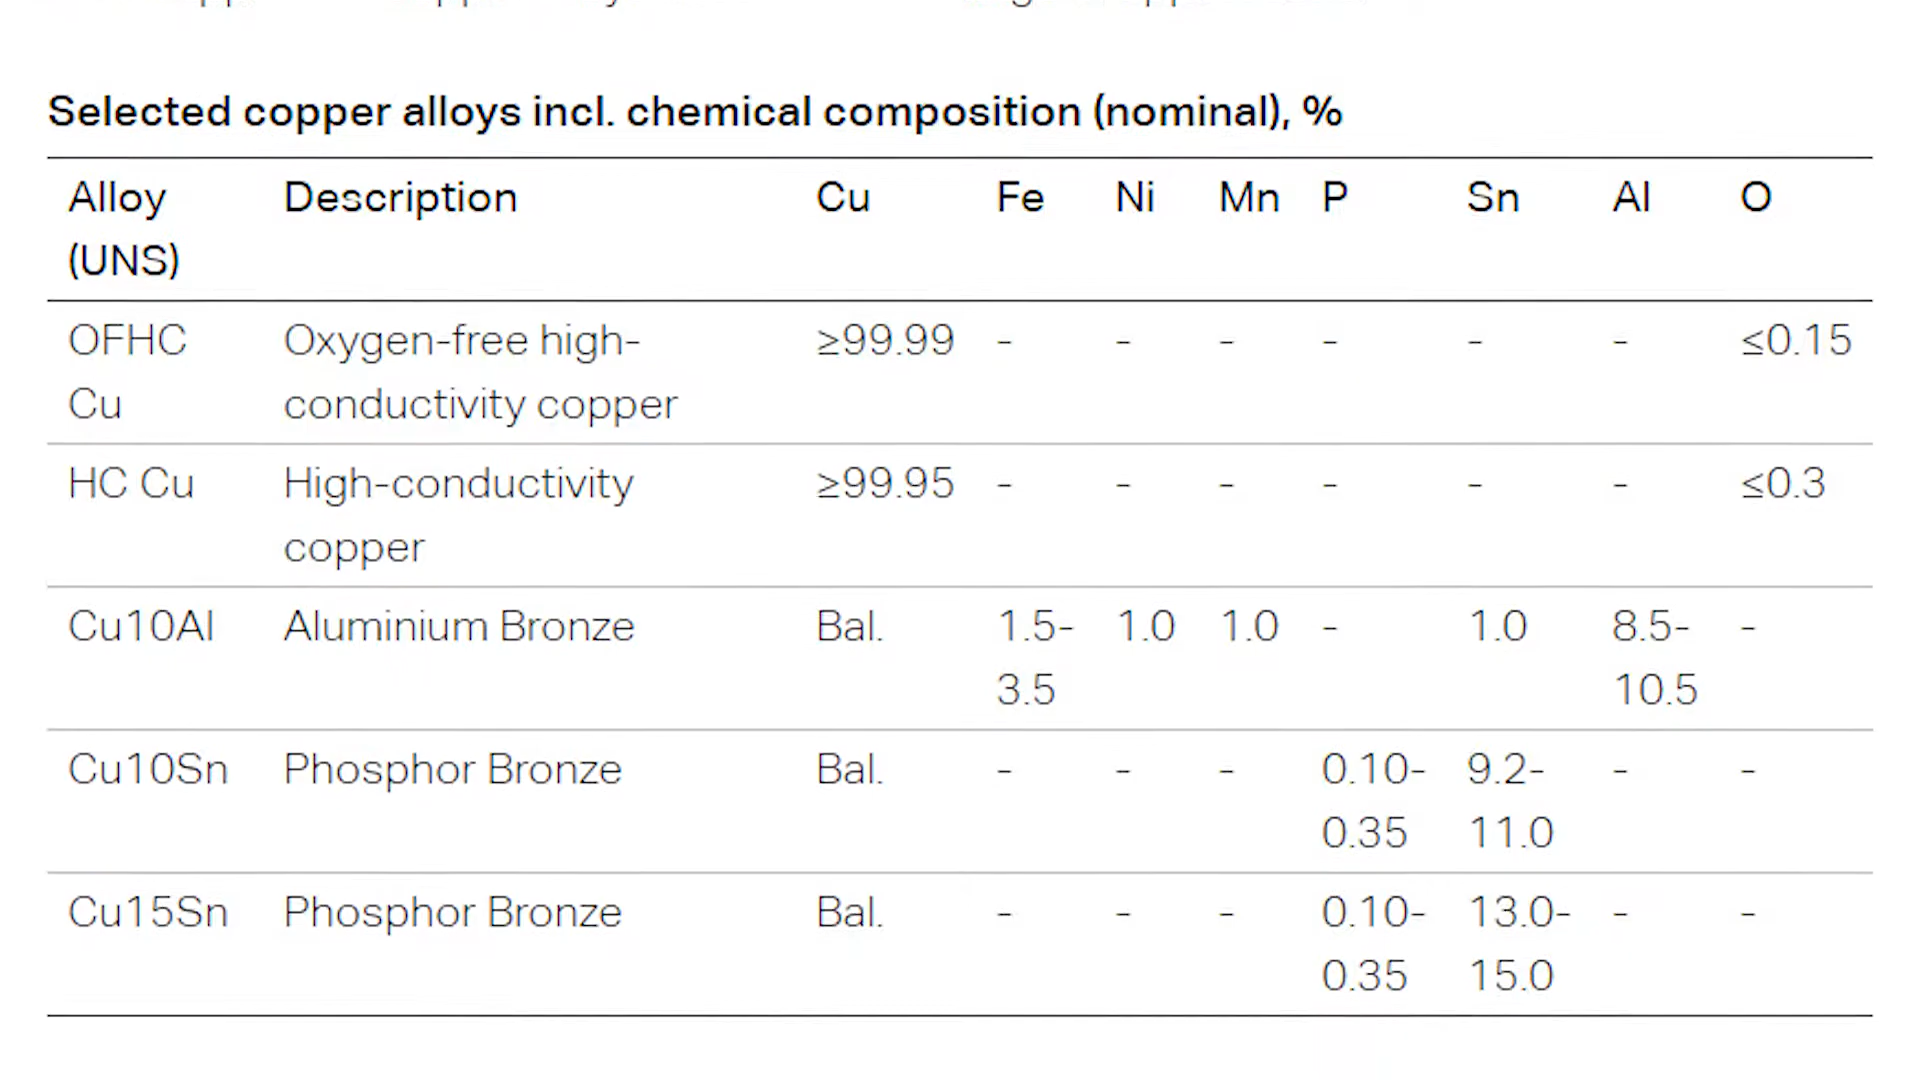 Selected copper alloys incl. chemical composition (nominal), %
Alloy (UNS) Description Cu Fe Ni Mn P Sn Al O
OFHC Cu Oxygen-free high-conductivity copper ≥99.99 - - - - - - ≤0.15
HC Cu High-conductivity copper ≥99.95 - - - - - - ≤0.3
Cu10Al Aluminium Bronze Bal. 1.5-3.5 1.0 1.0 - 1.0 8.5-10.5 -
Cu10Sn Phosphor Bronze Bal. - - - 0.10-0.35 9.2-11.0 - -
Cu15Sn Phosphor Bronze Bal. - - - 0.10-0.35 13.0-15.0 - -